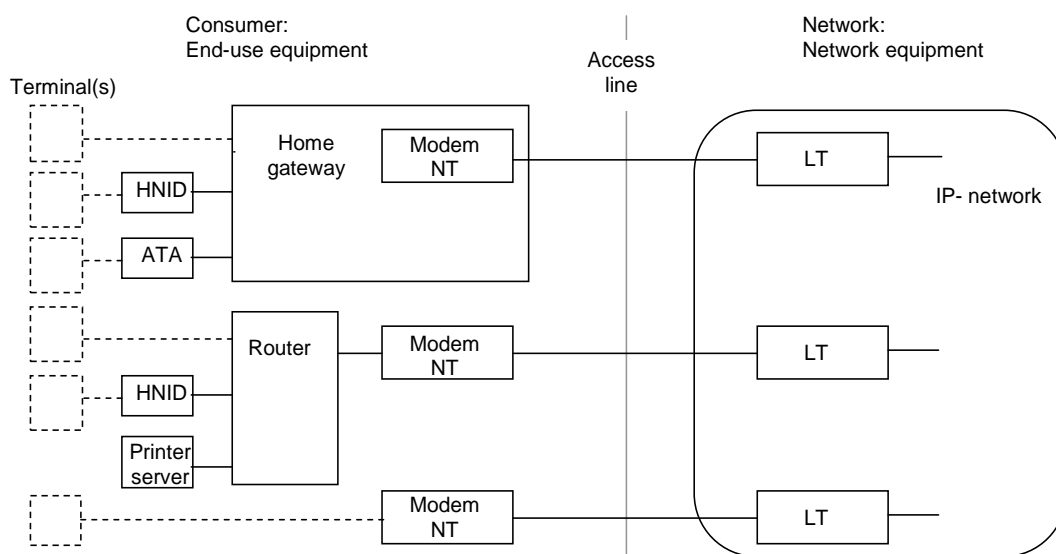 Consumer:
End-use equipment
Network:
Network equipment
Access
line
Terminal(s)
Home
gateway
Modem
NT
LT
HNID
IP- network
ATA
Router
Modem
NT
LT
HNID
Printer
server
Modem
NT
LT